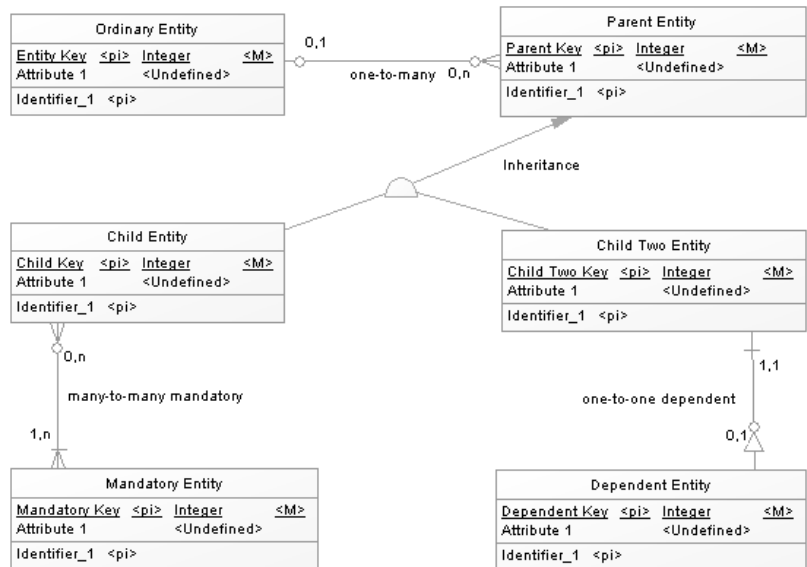 Ordinary Entity
Entity Key <pi> Integer <M>
Attribute 1 <Undefined>
Identifier_1 <pi>
0,1
one-to-many
0,n
Parent Entity
Parent Key <pi> Integer <M>
Attribute 1 <Undefined>
Identifier_1 <pi>
Inheritance
Child Entity
Child Key <pi> Integer <M>
Attribute 1 <Undefined>
Identifier_1 <pi>
Child Two Entity
Child Two Key <pi> Integer <M>
Attribute 1 <Undefined>
Identifier_1 <pi>
0,n
many-to-many mandatory
1,n
1,1
one-to-one dependent
0,1
Mandatory Entity
Mandatory Key <pi> Integer <M>
Attribute 1 <Undefined>
Identifier_1 <pi>
Dependent Entity
Dependent Key <pi> Integer <M>
Attribute 1 <Undefined>
Identifier_1 <pi>